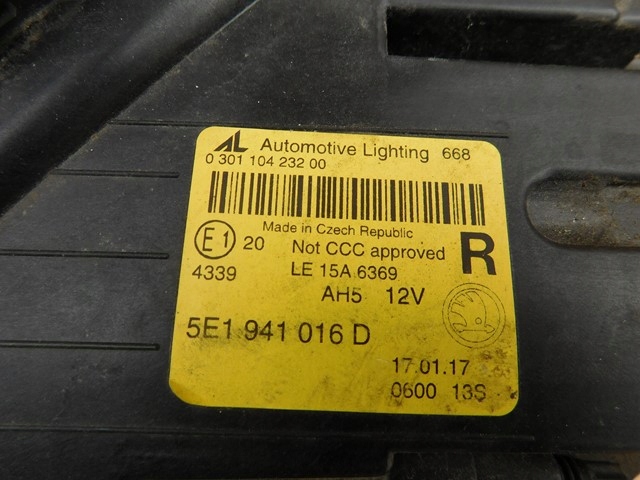 AL Automotive Lighting 668
0 301 104 232 00
Made in Czech Republic
E1 20 Not CCC approved R
4339 LE 15A 6369
AH5 12V
5E1 941 016 D
17.01.17
0600 13S